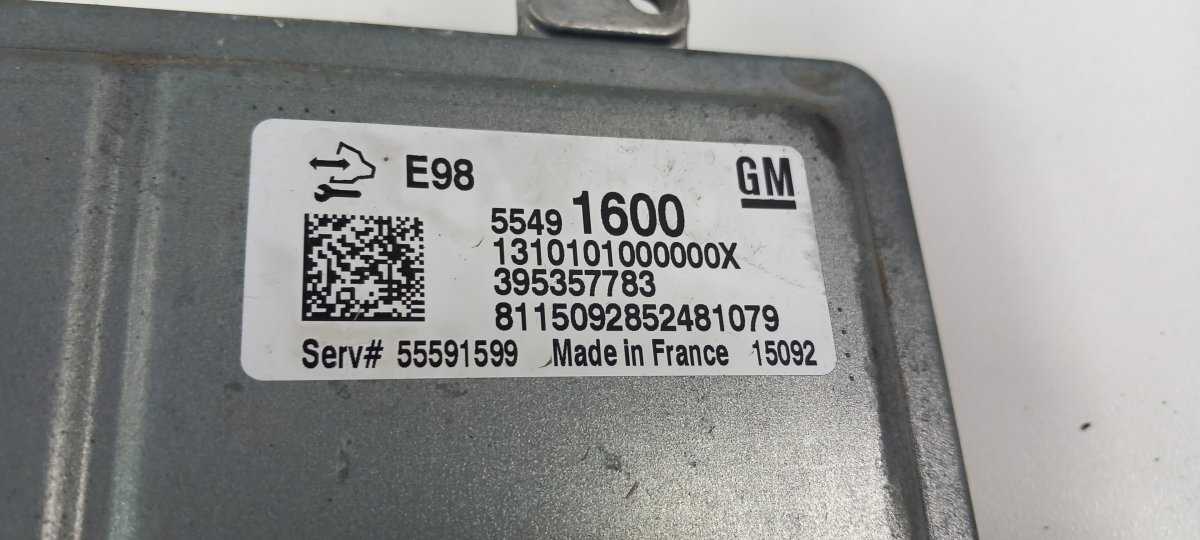 E98
GM
5549 1600
1310101000000X
395357783
8115092852481079
Serv# 55591599 Made in France 15092